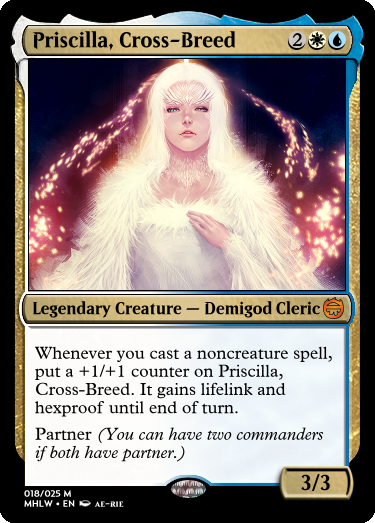 Priscilla, Cross-Breed 2
Legendary Creature — Demigod Cleric
Whenever you cast a noncreature spell,
put a +1/+1 counter on Priscilla,
Cross-Breed. It gains lifelink and
hexproof until end of turn.
Partner (You can have two commanders
if both have partner.)
3/3
018/025 M
MHLW • EN AE-RIE